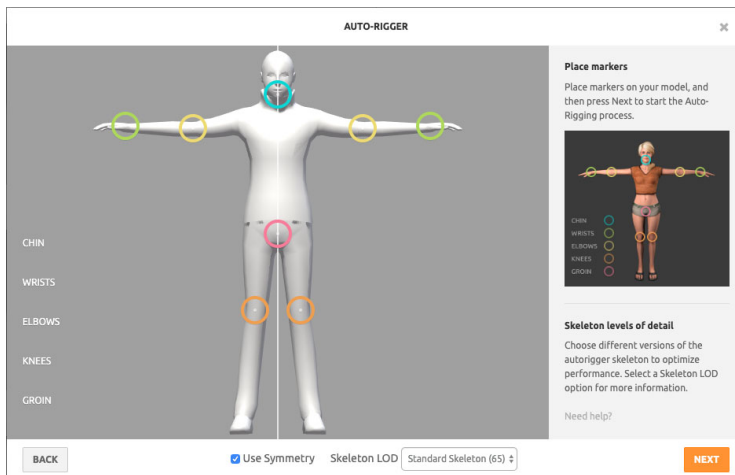 AUTO-RIGGER
×
Place markers
Place markers on your model, and
then press Next to start the Auto-
Rigging process.
CHIN
WRISTS
ELBOWS
KNEES
GROIN
CHIN
WRISTS
ELBOWS
KNEES
GROIN
Skeleton levels of detail
Choose different versions of the
autorigger skeleton to optimize
performance. Select a Skeleton LOD
option for more information.
Need help?
BACK
Use Symmetry
Skeleton LOD
Standard Skeleton (65)
NEXT